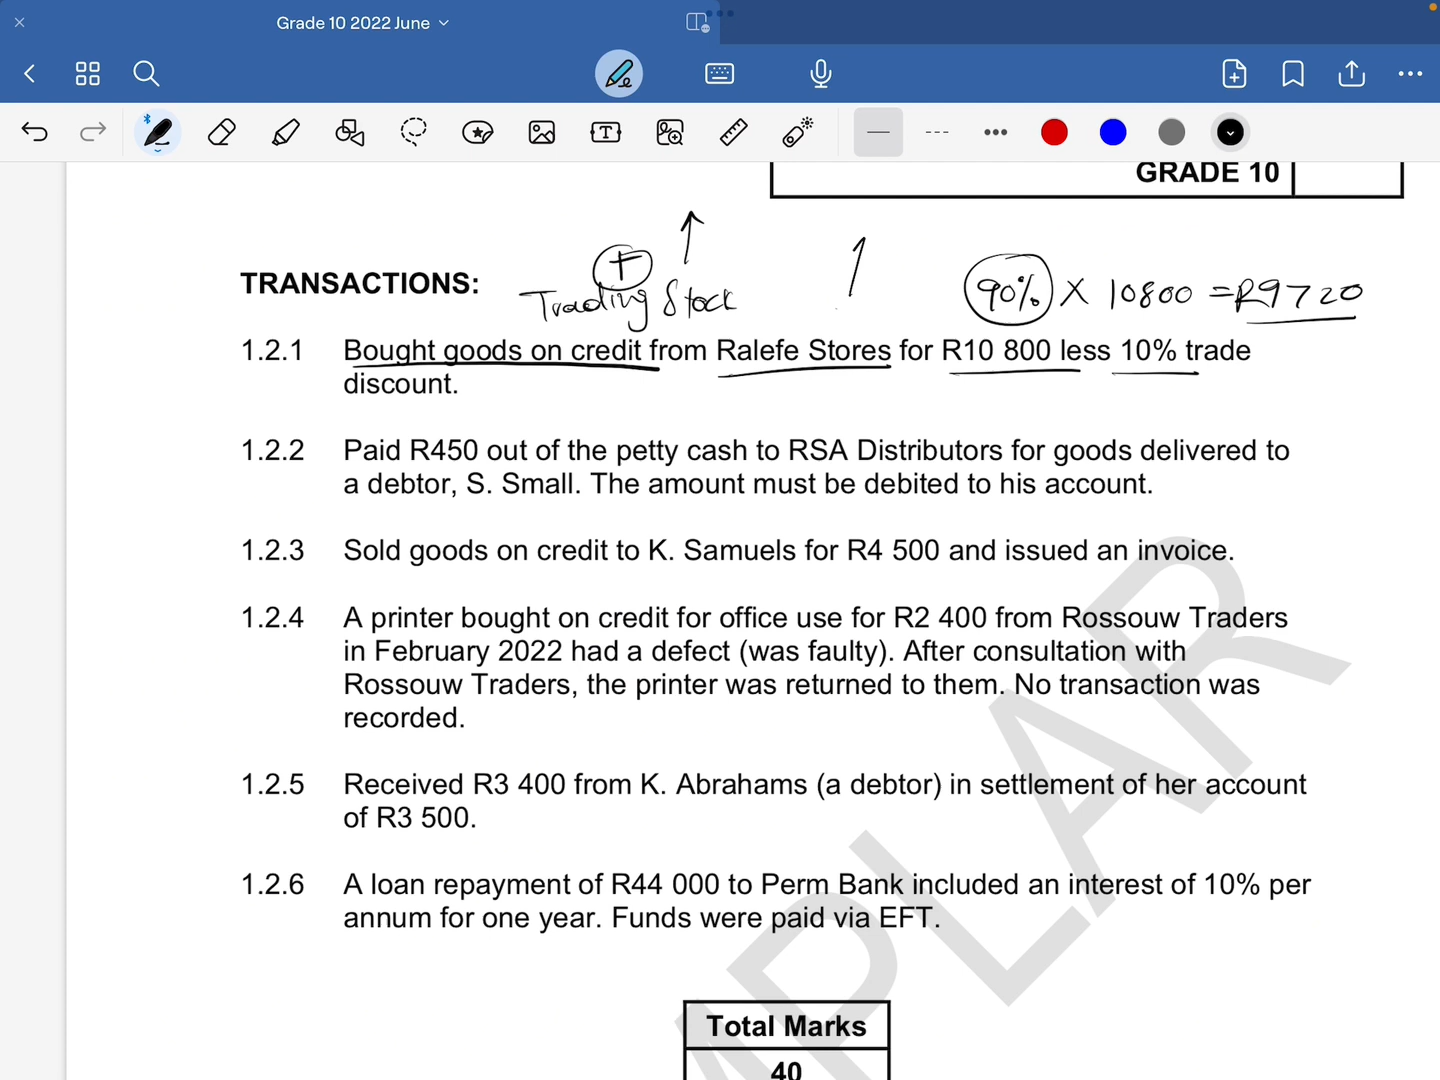 Grade 10 2022 June
GRADE 10
+
Trading Stock
90% X 10800 = R9720
TRANSACTIONS:
1.2.1 Bought goods on credit from Ralefe Stores for R10 800 less 10% trade
discount.
1.2.2 Paid R450 out of the petty cash to RSA Distributors for goods delivered to
a debtor, S. Small. The amount must be debited to his account.
1.2.3 Sold goods on credit to K. Samuels for R4 500 and issued an invoice.
1.2.4 A printer bought on credit for office use for R2 400 from Rossouw Traders
in February 2022 had a defect (was faulty). After consultation with
Rossouw Traders, the printer was returned to them. No transaction was
recorded.
1.2.5 Received R3 400 from K. Abrahams (a debtor) in settlement of her account
of R3 500.
1.2.6 A loan repayment of R44 000 to Perm Bank included an interest of 10% per
annum for one year. Funds were paid via EFT.
MPLAR
Total Marks
40